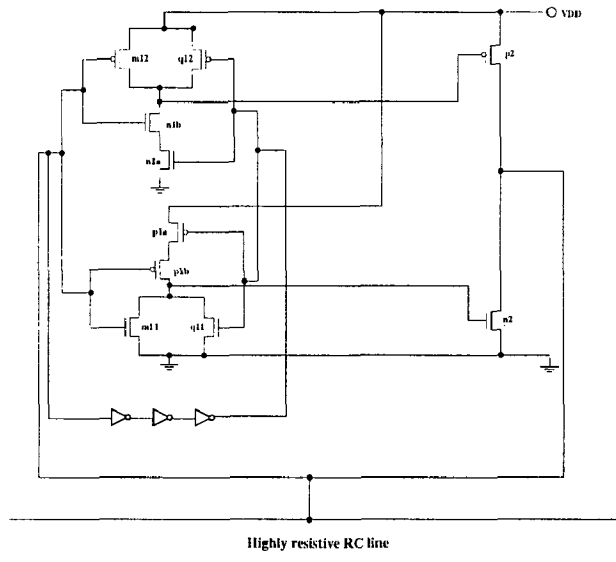 VDD
m12
q12
p2
n1b
n1a
p1a
p1b
m11
q11
n2
Highly resistive RC line